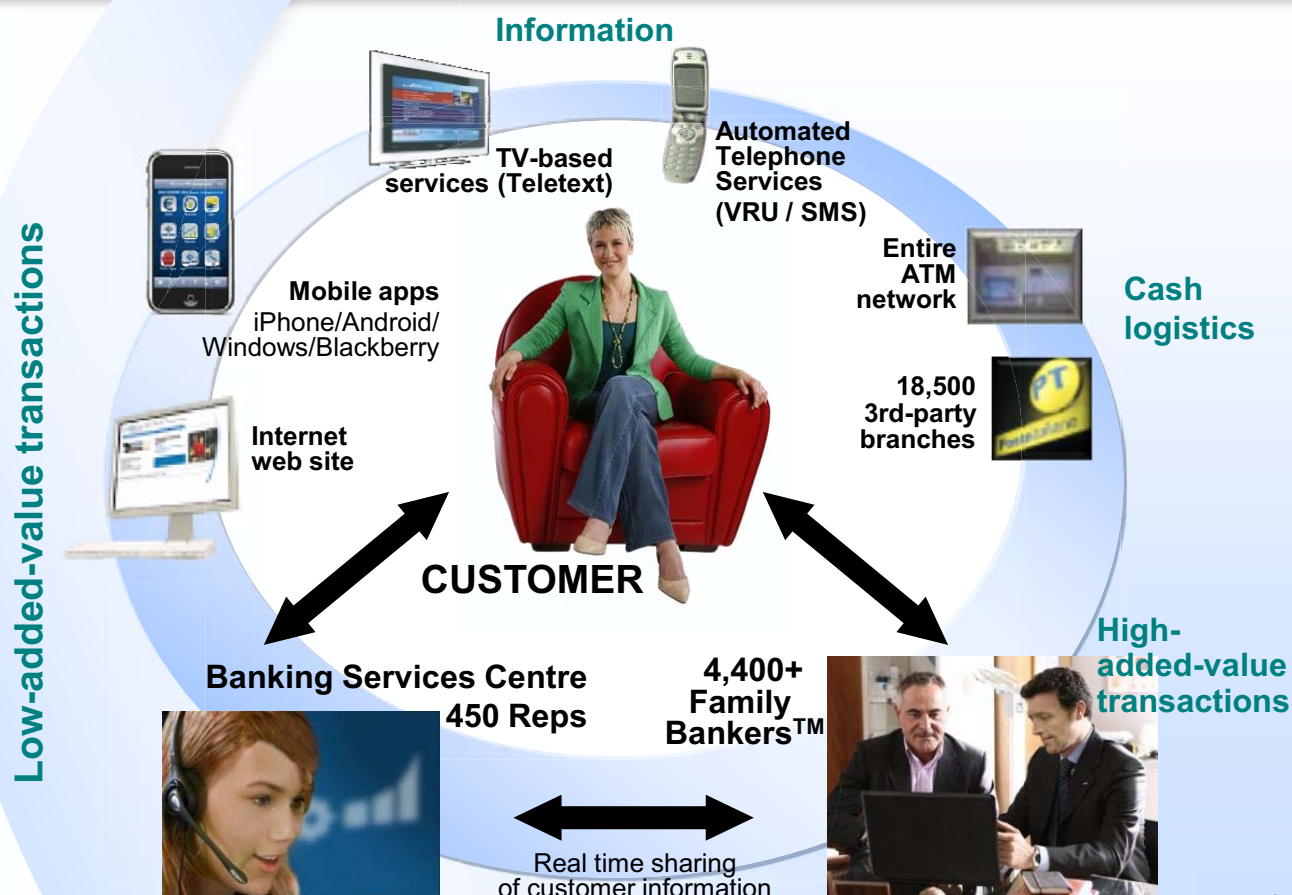 Information
TV-based
services (Teletext)
Automated
Telephone
Services
(VRU / SMS)
Entire
ATM
network
Cash
logistics
Mobile apps
iPhone/Android/
Windows/Blackberry
18,500
3rd-party
branches
PT
Posteitaliane
Internet
web site
Low-added-value transactions
CUSTOMER
High-
added-value
transactions
Banking Services Centre
450 Reps
4,400+
Family
Bankers™
Real time sharing
of customer information